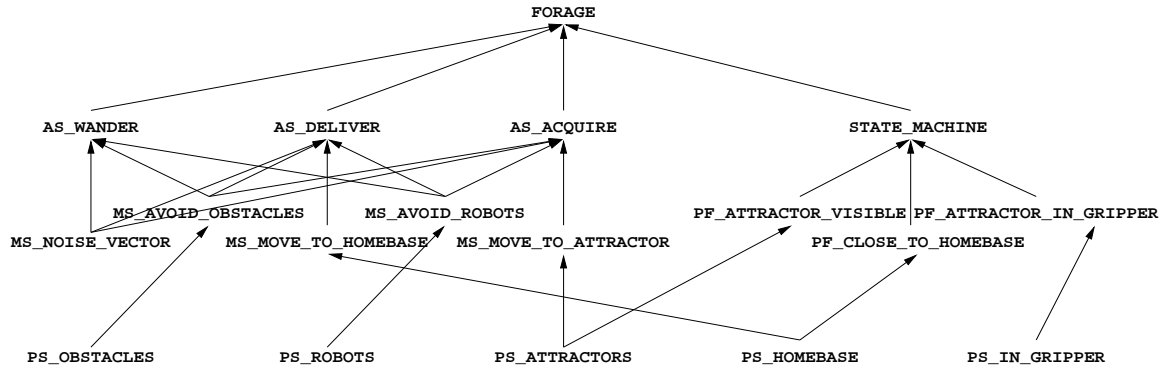 FORAGE
AS_WANDER AS_DELIVER AS_ACQUIRE STATE_MACHINE
MS_AVOID_OBSTACLES MS_AVOID_ROBOTS PF_ATTRACTOR_VISIBLE PF_ATTRACTOR_IN_GRIPPER
MS_NOISE_VECTOR MS_MOVE_TO_HOMEBASE MS_MOVE_TO_ATTRACTOR PF_CLOSE_TO_HOMEBASE
PS_OBSTACLES PS_ROBOTS PS_ATTRACTORS PS_HOMEBASE PS_IN_GRIPPER